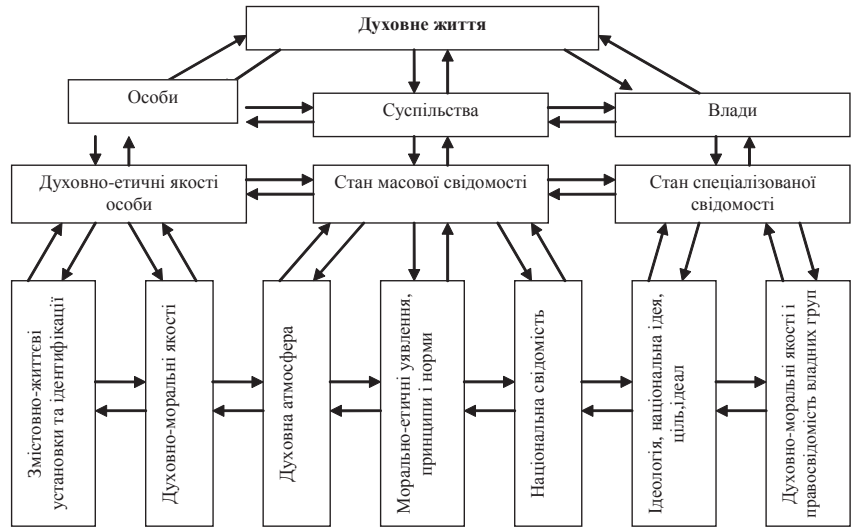 Духовне життя
Особи
Суспільства
Влади
Духовно-етичні якості
особи
Стан масової свідомості
Стан спеціалізованої
свідомості
Змістовно-життєві
установки та ідентифікації
Духовно-моральні якості
Духовна атмосфера
Морально-етичні уявлення,
принципи і норми
Національна свідомість
Ідеологія, національна ідея,
ціль,ідеал
Духовно-моральні якості і
правосвідомість владних груп